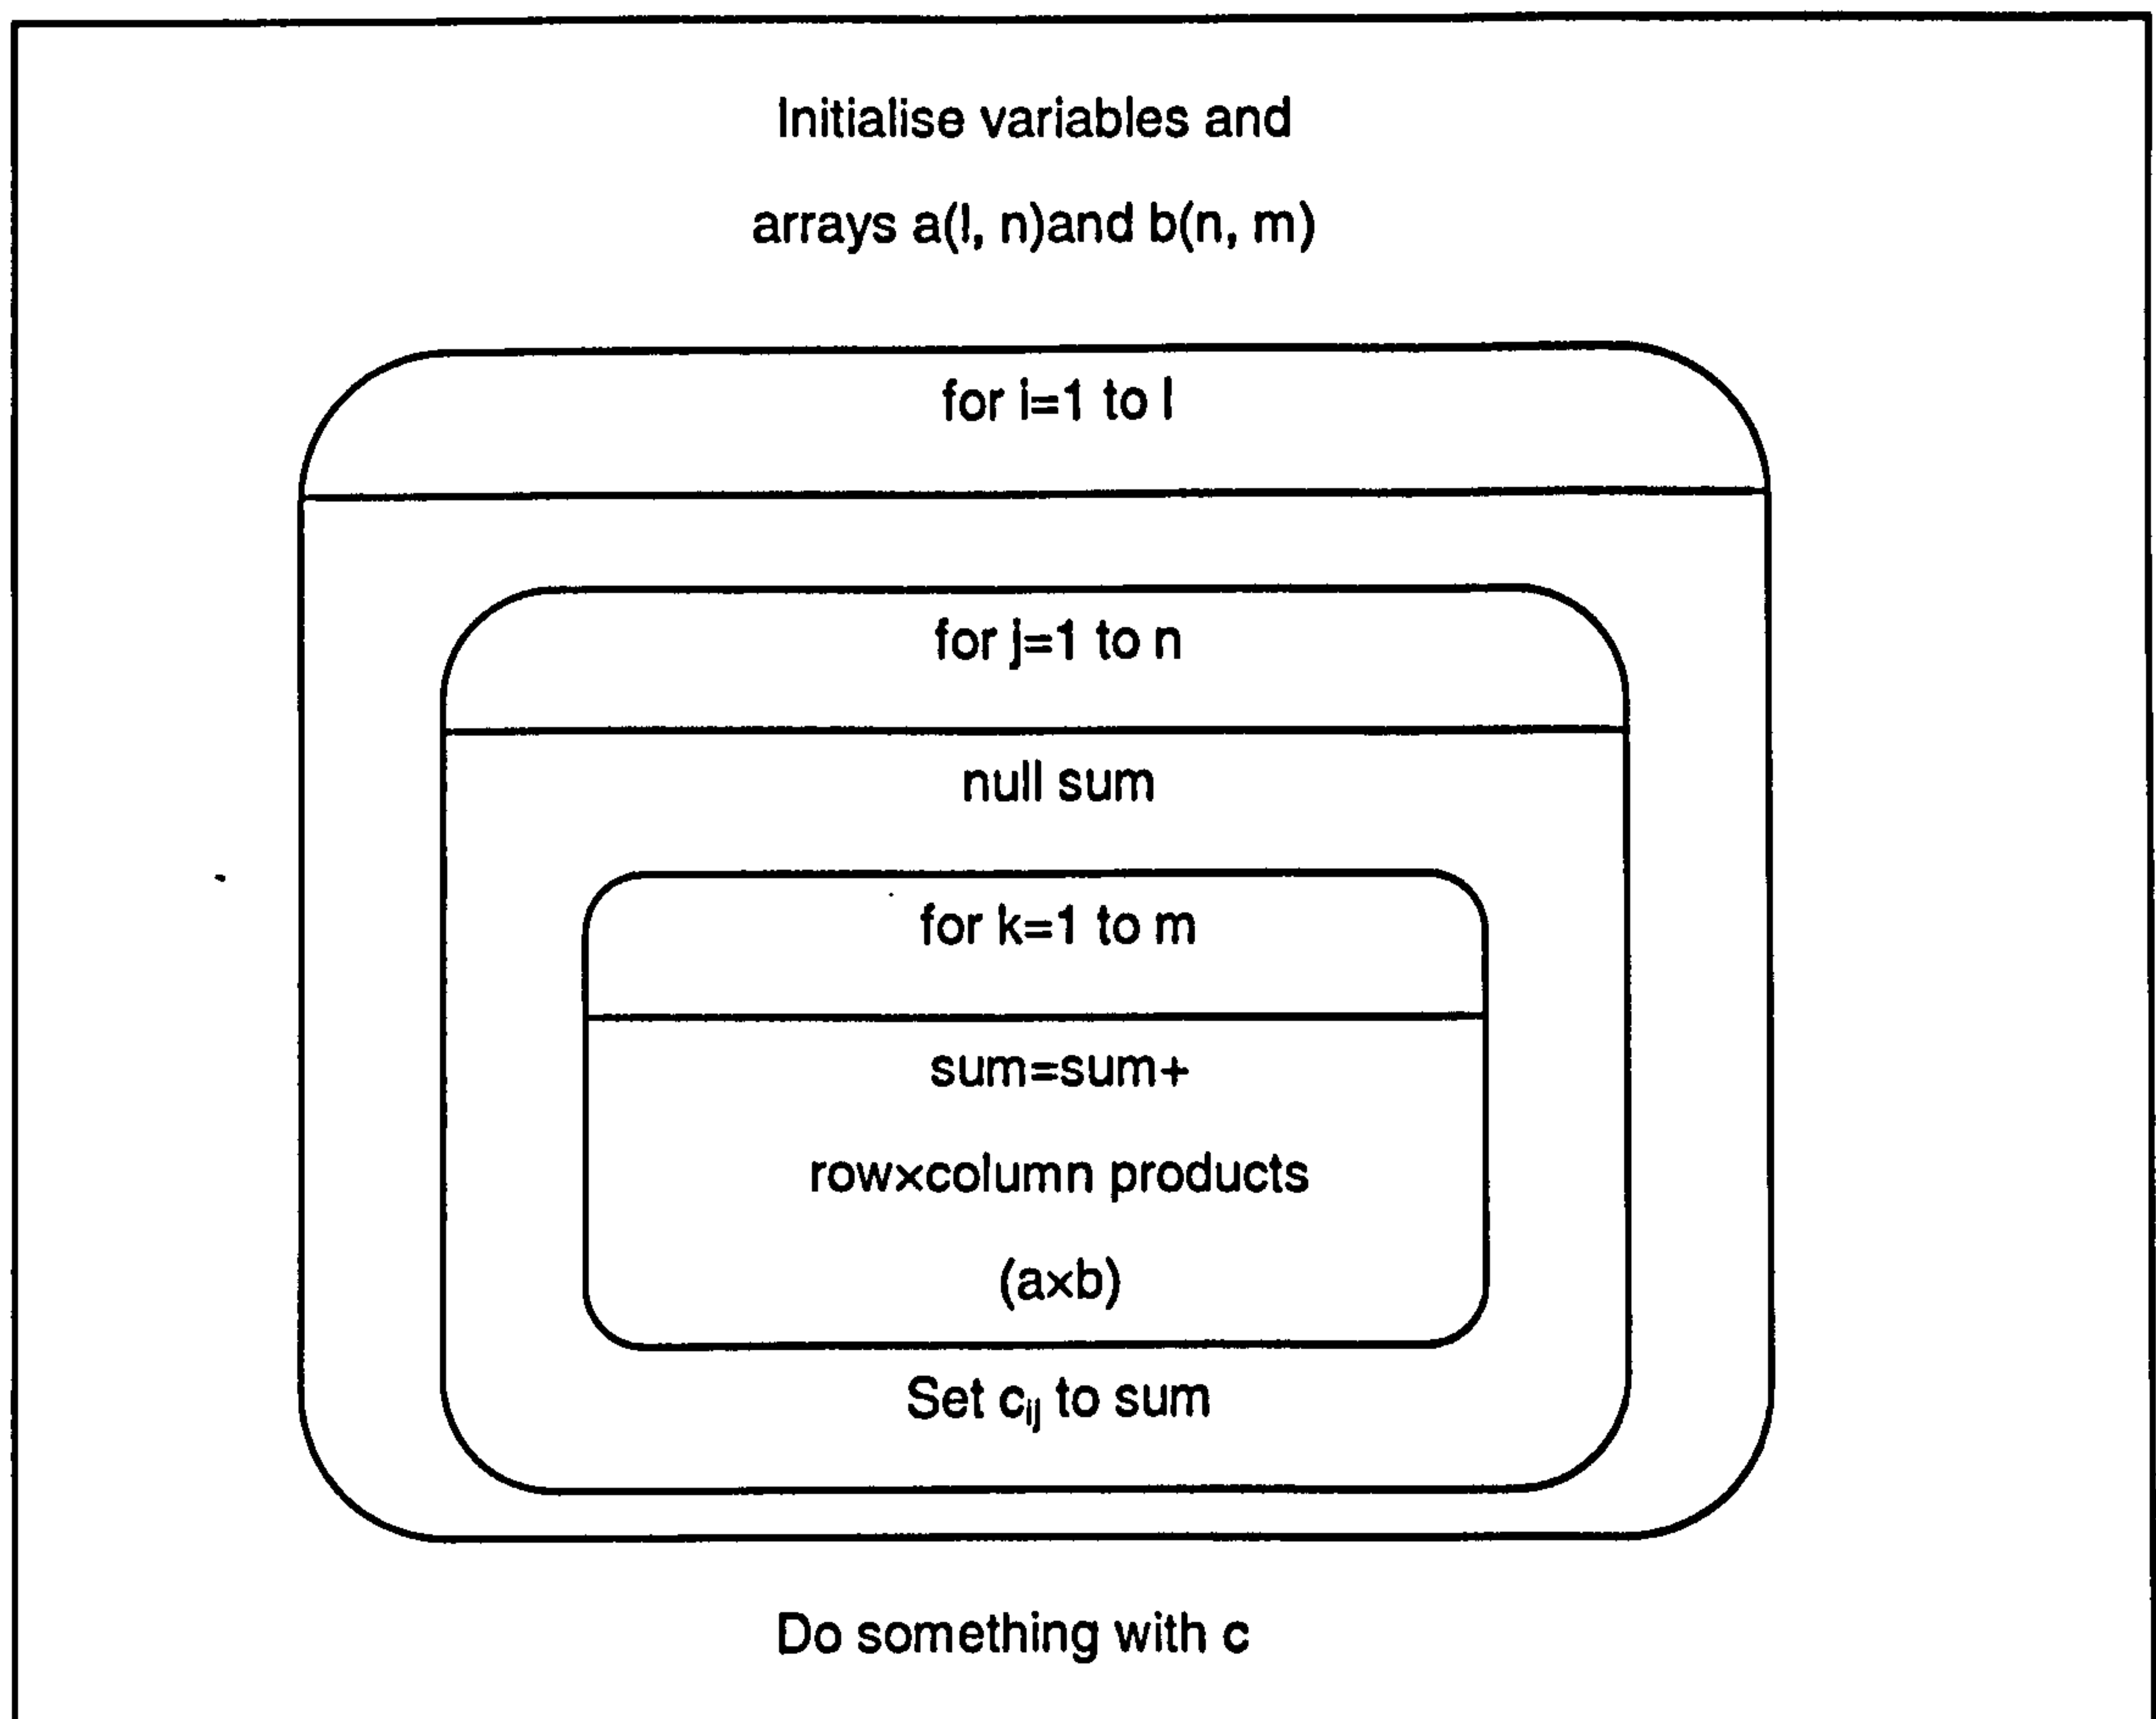 Initialise variables and
arrays a(l, n)and b(n, m)
for i=1 to l
for j=1 to n
null sum
for k=1 to m
sum=sum+
row×column products
(a×b)
Set cij to sum
Do something with c